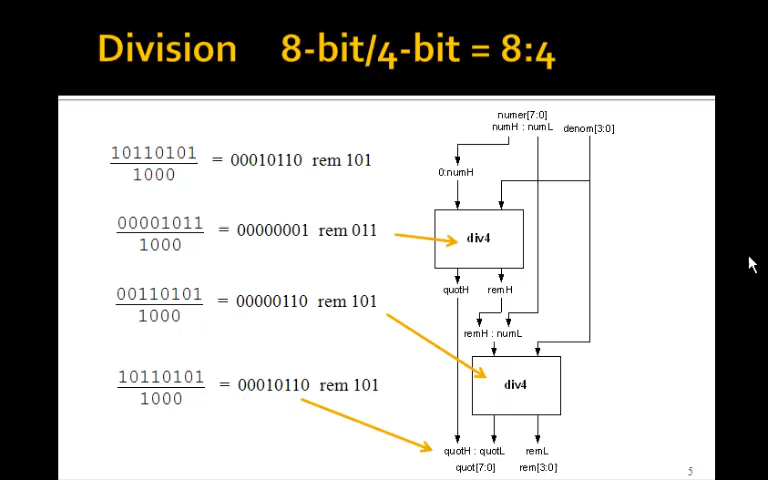 Division 8-bit/4-bit = 8:4
numer[7:0]
numH : numL denom[3:0]
10110101
1000
= 00010110 rem 101
0:numH
00001011
1000
= 00000001 rem 011
div4
quotH remH
00110101
1000
= 00000110 rem 101
remH : numL
10110101
1000
= 00010110 rem 101
div4
quotH : quotL remL
quot[7:0] rem[3:0]
5